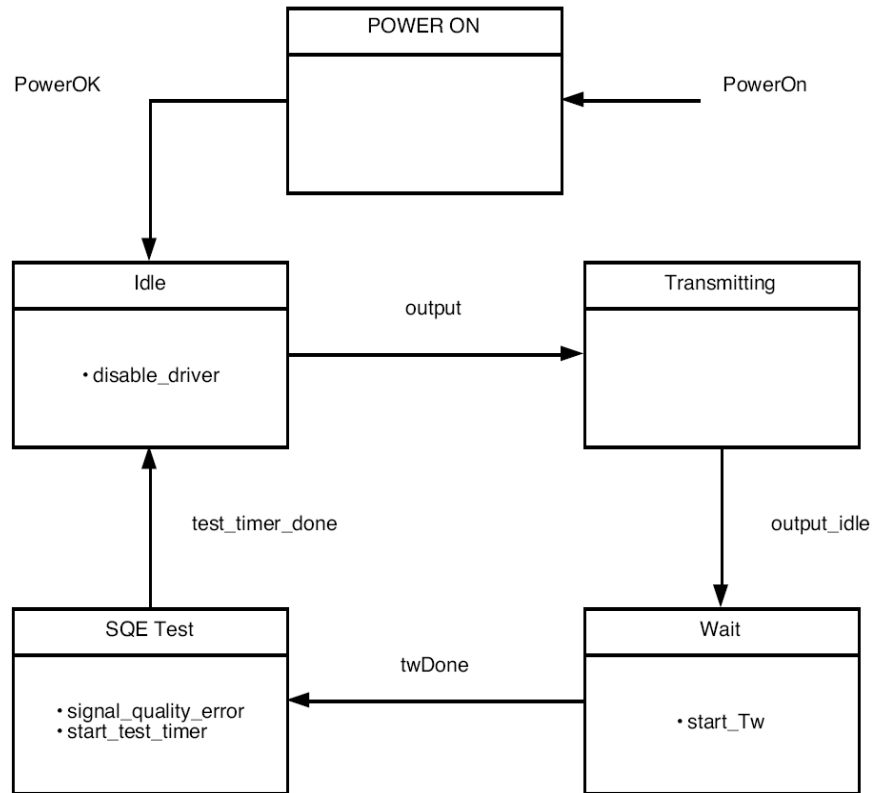 POWER ON
PowerOK
PowerOn
Idle
Transmitting
output
• disable_driver
test_timer_done
output_idle
SQE Test
Wait
twDone
• signal_quality_error
• start_test_timer
• start_Tw